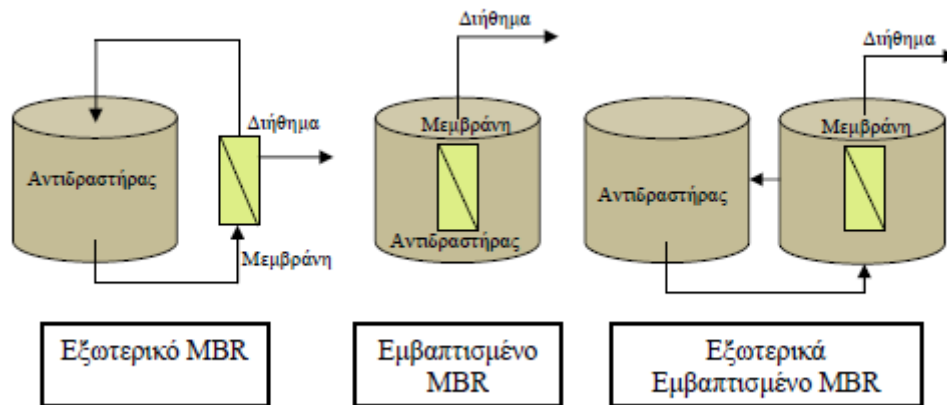 Διήθημα
Αντιδραστήρας
Μεμβράνη
Εξωτερικό MBR
Διήθημα
Μεμβράνη
Αντιδραστήρας
Εμβαπτισμένο
MBR
Διήθημα
Μεμβράνη
Αντιδραστήρας
Εξωτερικά
Εμβαπτισμένο MBR